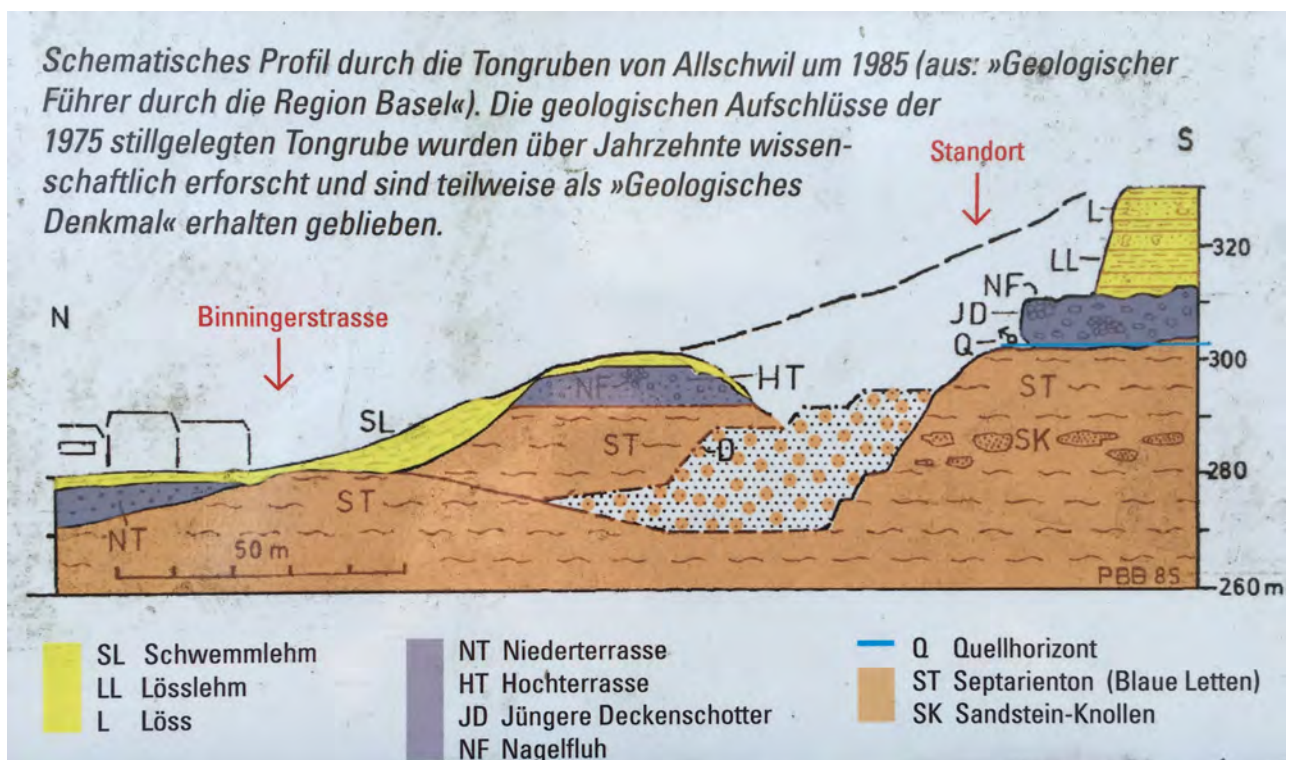 Schematisches Profil durch die Tongruben von Allschwil um 1985 (aus: »Geologischer
Führer durch die Region Basel«). Die geologischen Aufschlüsse der
1975 stillgelegten Tongrube wurden über Jahrzehnte wissen-
schaftlich erforscht und sind teilweise als »Geologisches
Denkmal« erhalten geblieben.
Standort
S
L
LL
320
NF
JD
Q
300
N
Binningerstrasse
HT
NF
SL
ST
D
ST
SK
280
ST
NT
50 m
PBB 85
260m
SL Schwemmlehm
LL Lösslehm
L Löss
NT Niederterrasse
HT Hochterrasse
JD Jüngere Deckenschotter
NF Nagelfluh
Q Quellhorizont
ST Septarienton (Blaue Letten)
SK Sandstein-Knollen